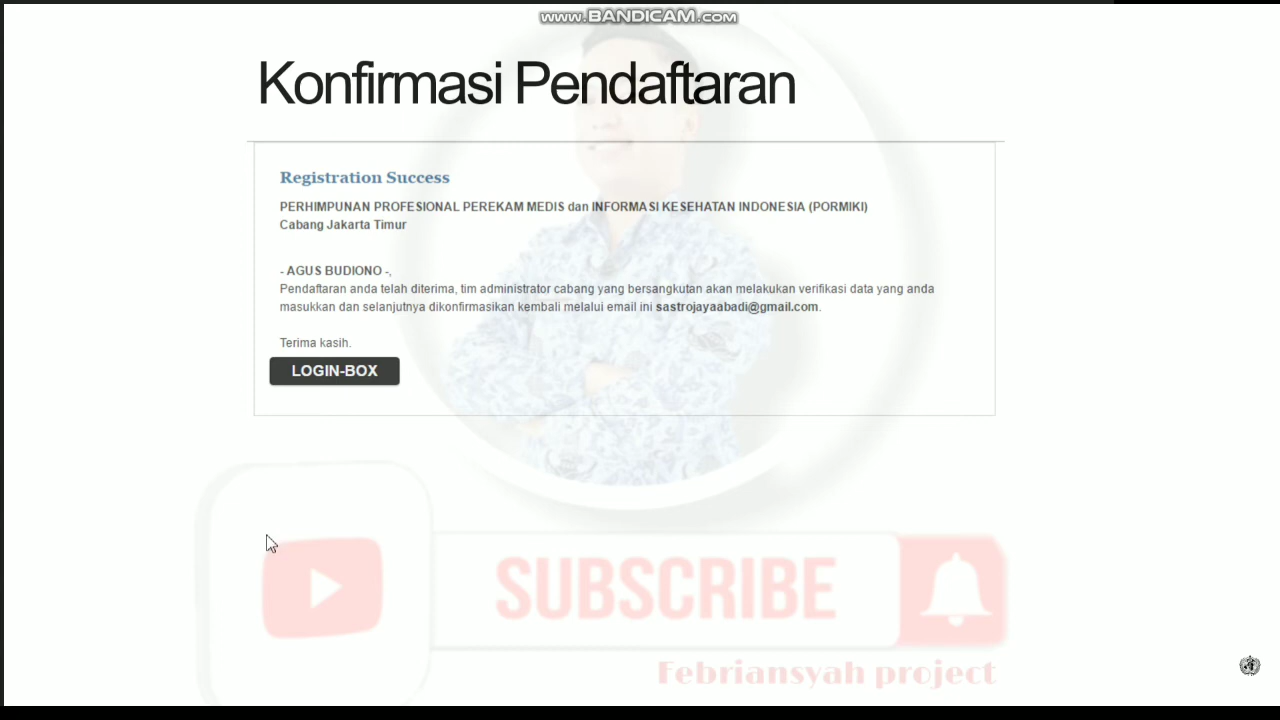 www.BANDICAM.com
Konfirmasi Pendaftaran
Registration Success
PERHIMPUNAN PROFESIONAL PEREKAM MEDIS dan INFORMASI KESEHATAN INDONESIA (PORMIKI)
Cabang Jakarta Timur
- AGUS BUDIONO -,
Pendaftaran anda telah diterima, tim administrator cabang yang bersangkutan akan melakukan verifikasi data yang anda
masukkan dan selanjutnya dikonfirmasikan kembali melalui email ini sastrojayaabadi@gmail.com.
Terima kasih.
LOGIN-BOX
SUBSCRIBE
Febriansyah project